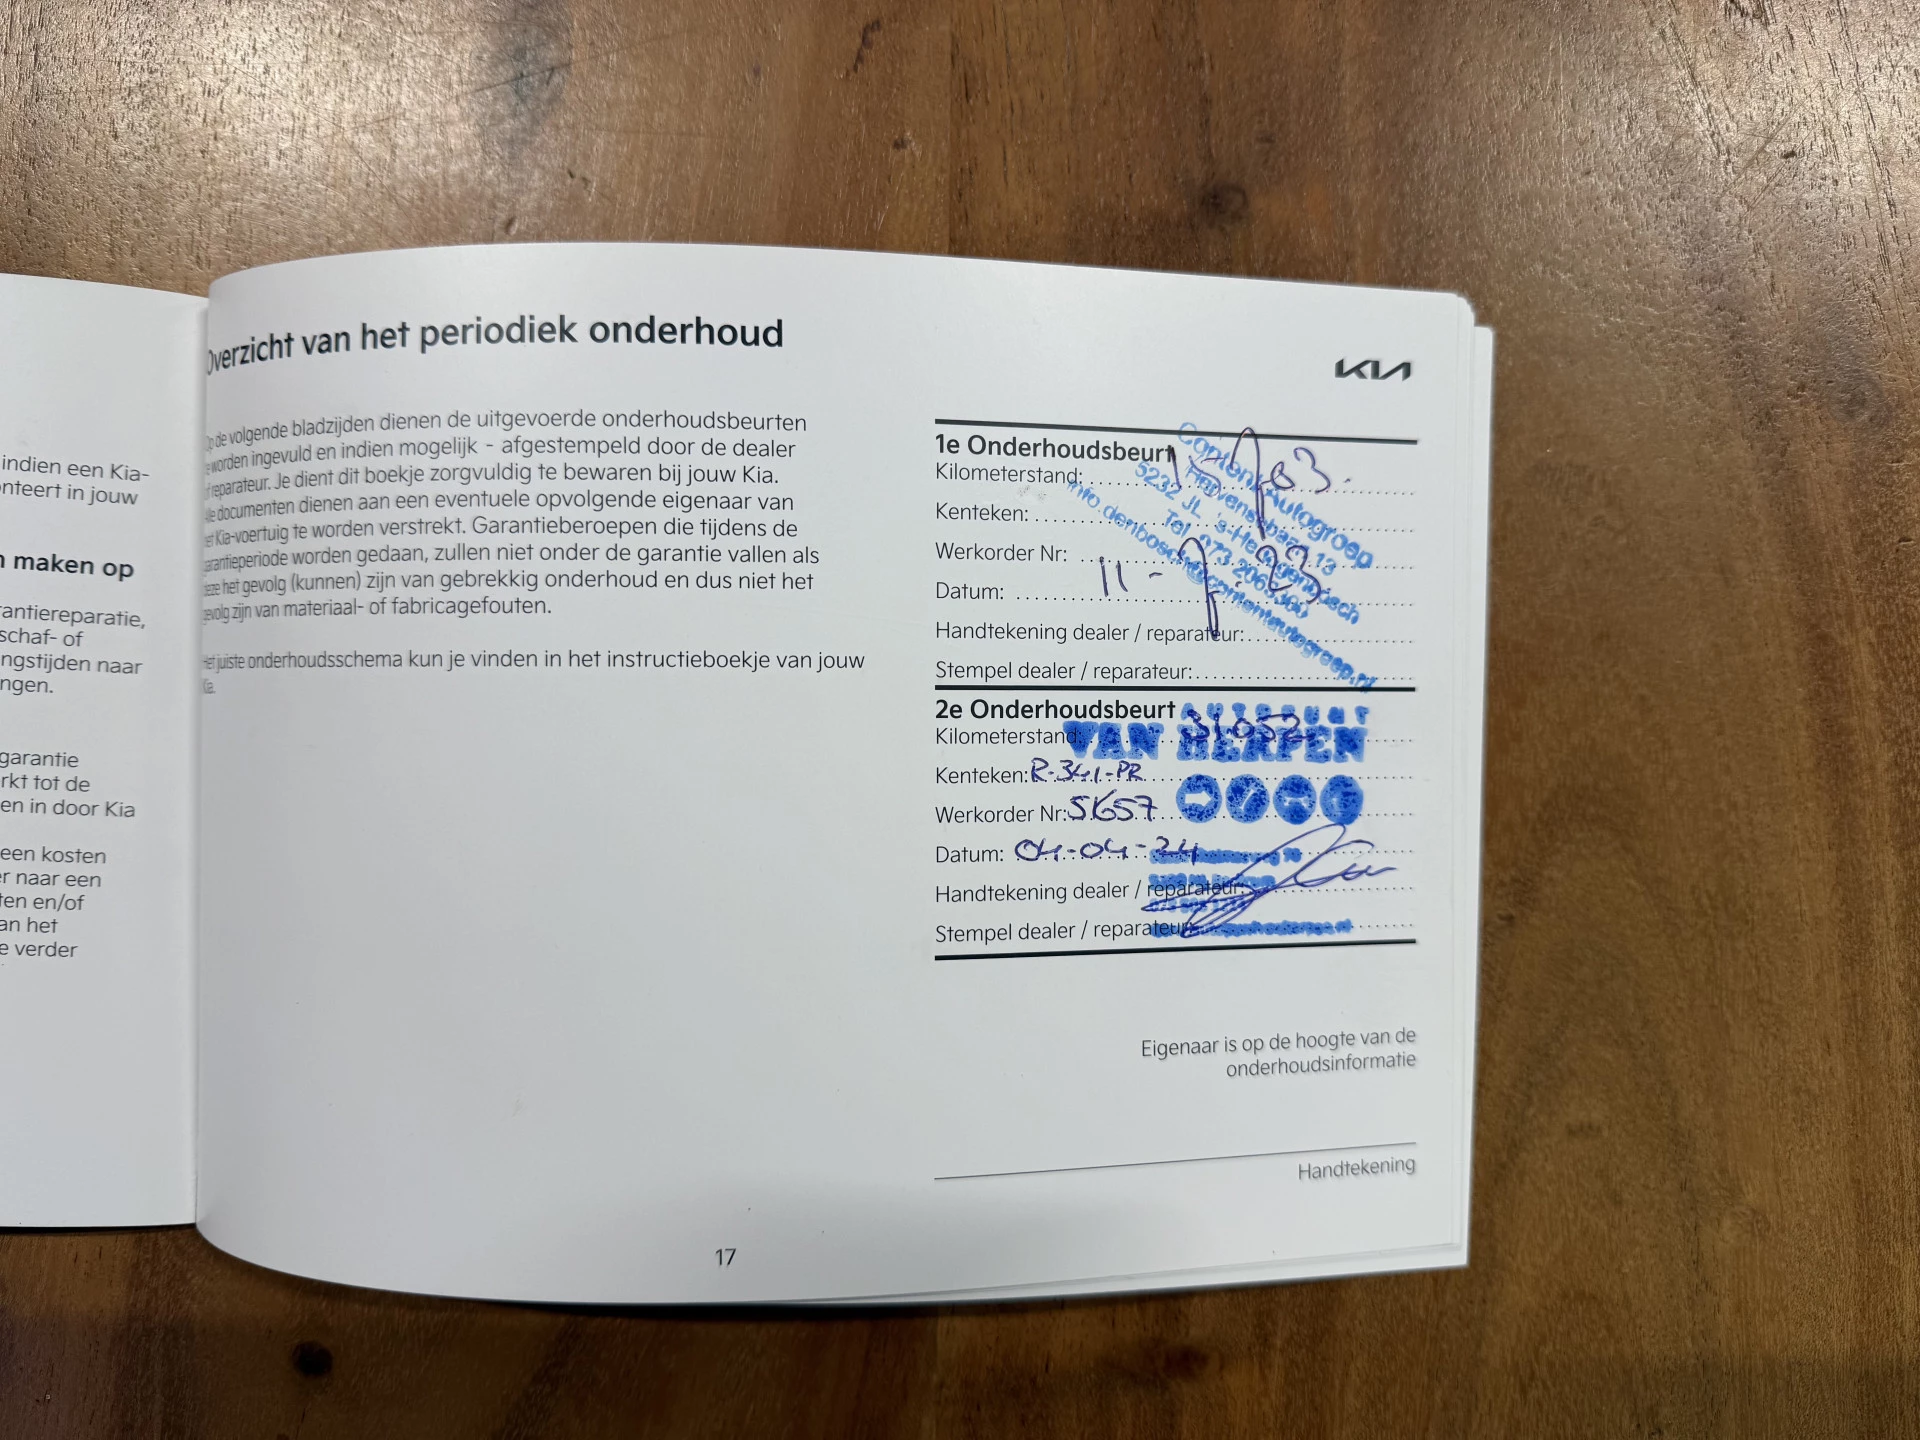 indien een Kia-
nteert in jouw
n maken op
rantiereparatie,
schaf- of
ngstijden naar
ngen.
garantie
rkt tot de
en in door Kia
een kosten
er naar een
ten en/of
an het
e verder
Overzicht van het periodiek onderhoud
Op de volgende bladzijden dienen de uitgevoerde onderhoudsbeurten
te worden ingevuld en indien mogelijk - afgestempeld door de dealer
of reparateur. Je dient dit boekje zorgvuldig te bewaren bij jouw Kia.
documenten dienen aan een eventuele opvolgende eigenaar van
het Kia-voertuig te worden verstrekt. Garantieberoepen die tijdens de
garantieperiode worden gedaan, zullen niet onder de garantie vallen als
deze het gevolg (kunnen) zijn van gebrekkig onderhoud en dus niet het
gevolg zijn van materiaal- of fabricagefouten.
Het juiste onderhoudsschema kun je vinden in het instructieboekje van jouw
Kia.
17
KIA
1e Onderhoudsbeurt
Kilometerstand:
Kenteken:
Werkorder Nr:
Datum: 11- 23
Handtekening dealer / reparateur:
Stempel dealer / reparateur:
Autogroep
13
5232 JL
Tel. 073
2e Onderhoudsbeurt
Kilometerstand: 31052
VAN HERPEN
Kenteken: R-341-PR
Werkorder Nr: 5657
Datum: 04-04-24
Handtekening dealer / reparateur:
Stempel dealer / reparateur:
Eigenaar is op de hoogte van de
onderhoudsinformatie
Handtekening